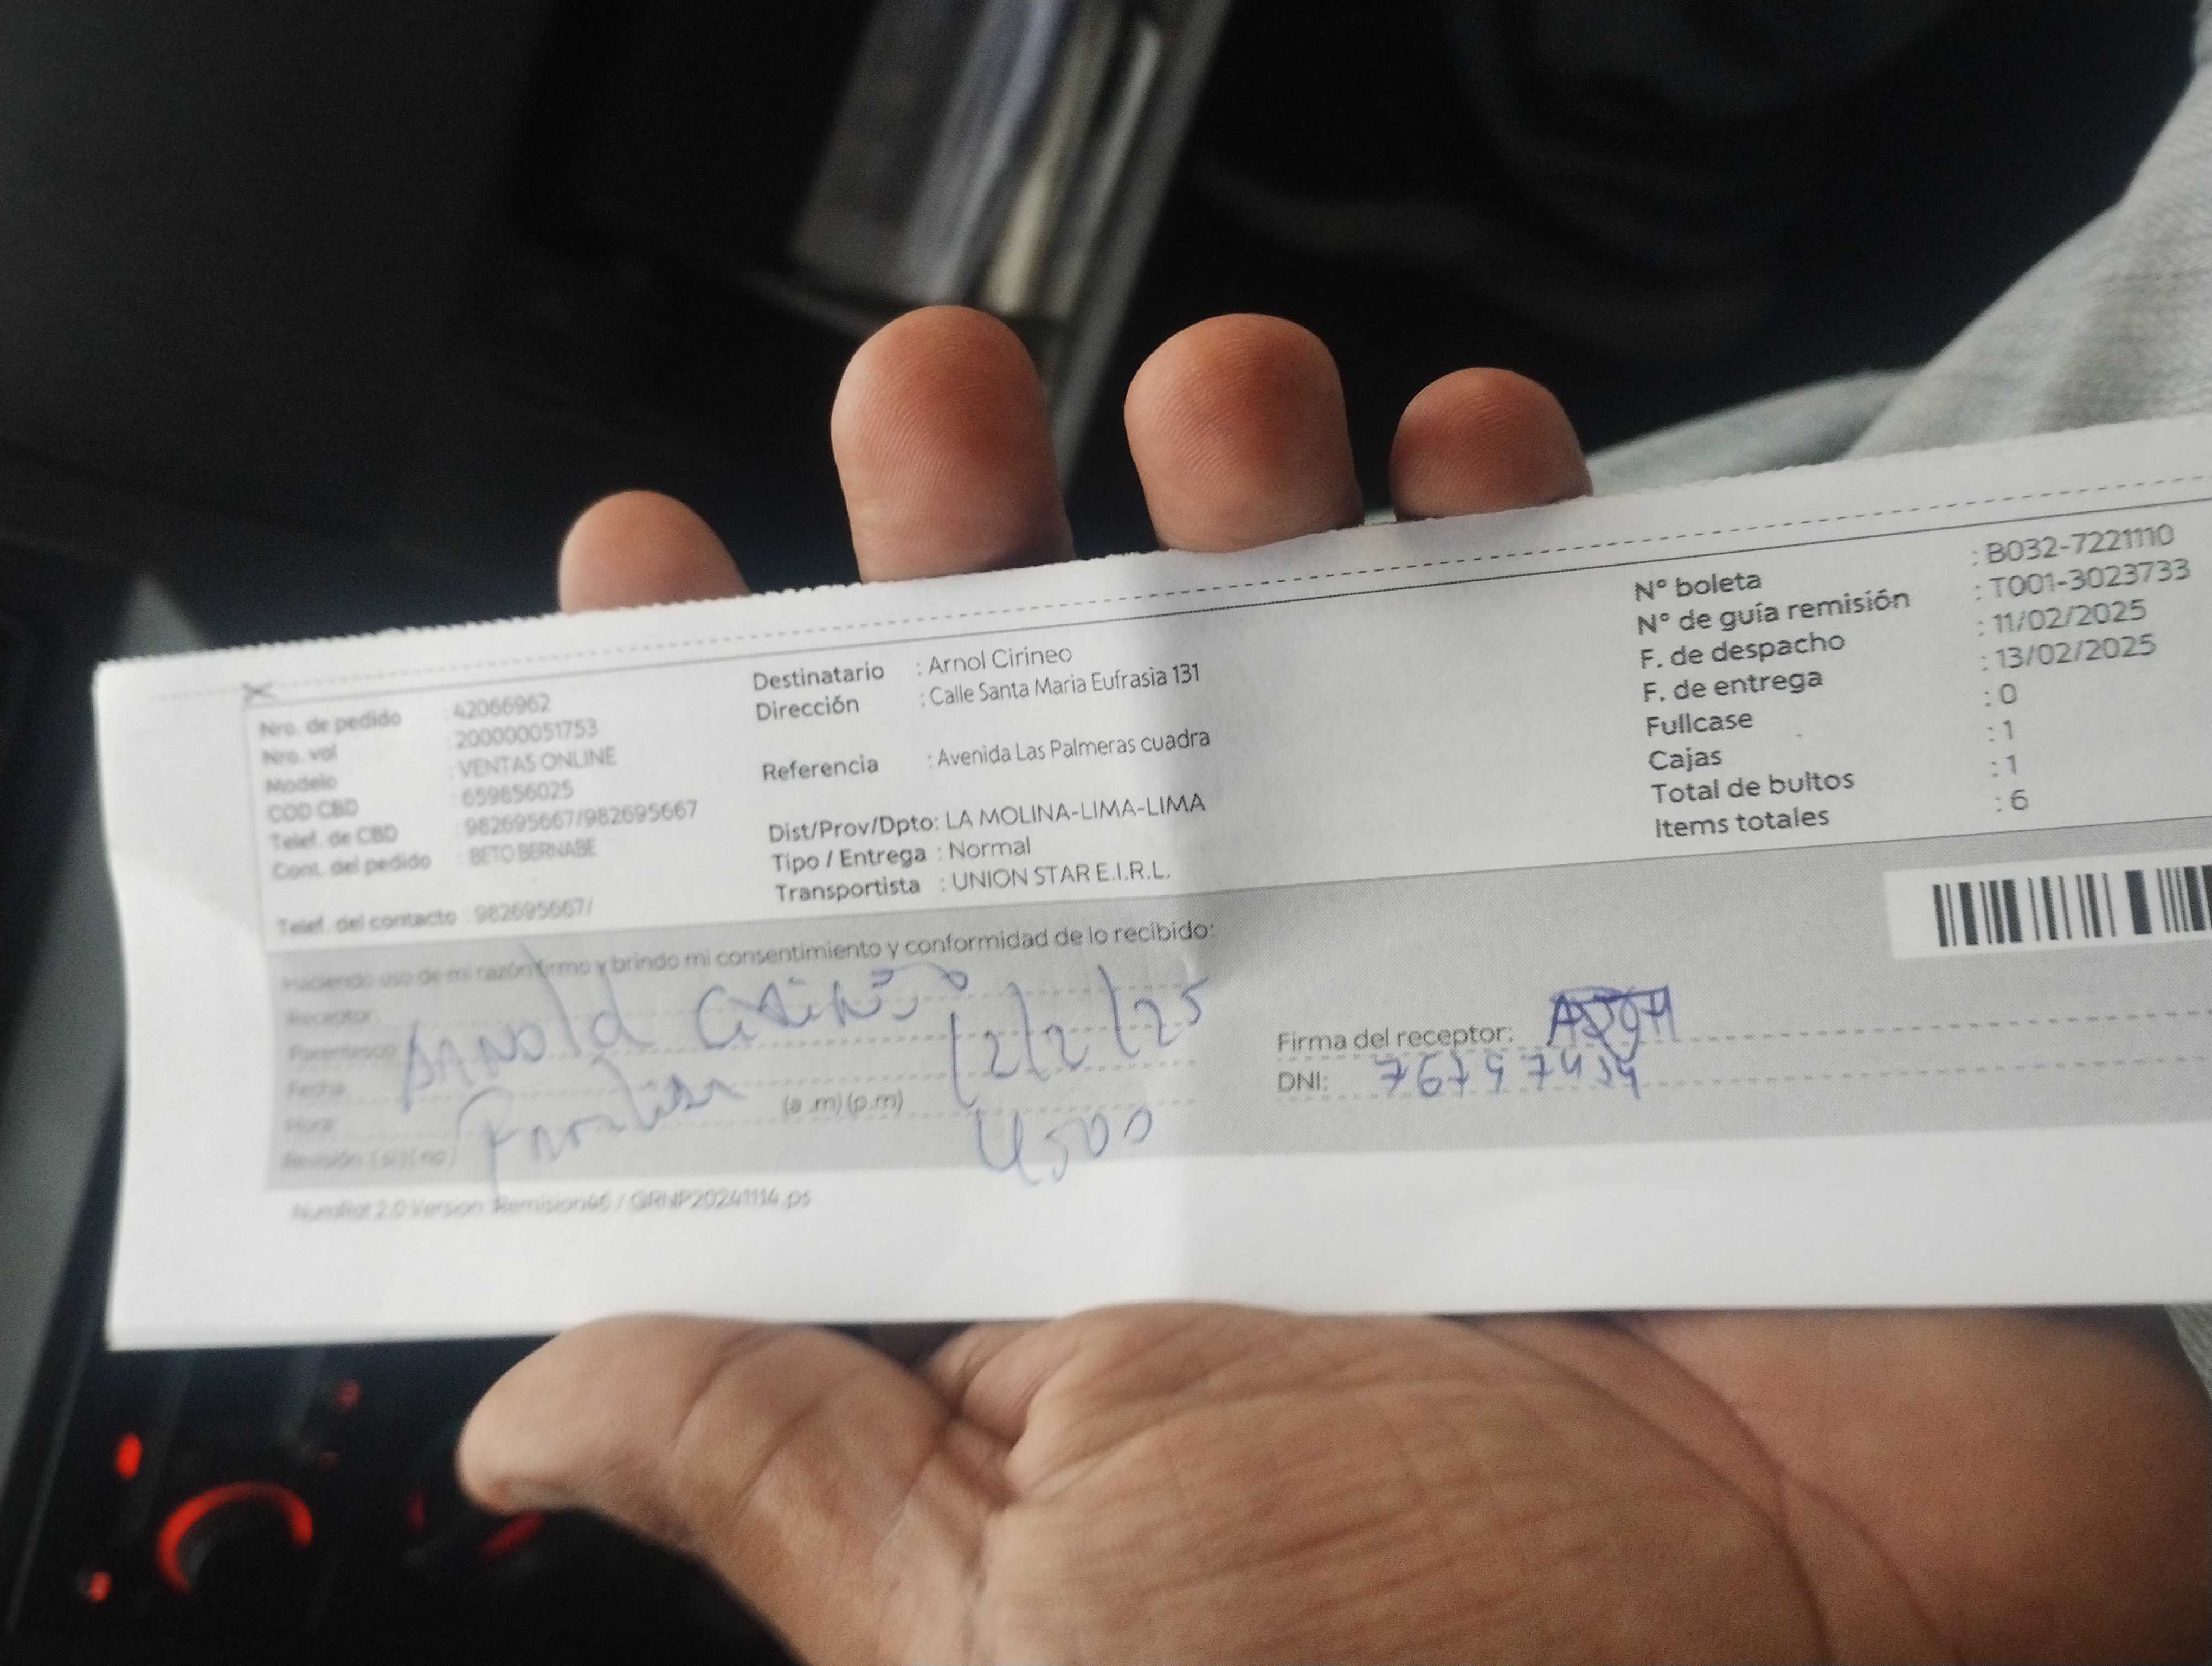 Nro. de pedido : 42066962
Nro. val : 200000051753
Modelo : VENTAS ONLINE
COD CBD : 659856025
Telef. de CBD : 982695667/982695667
Cont. del pedido : BETO BERNABE
Telef. del contacto : 982695667/
Destinatario : Arnol Cirineo
Dirección : Calle Santa Maria Eufrasia 131
Referencia : Avenida Las Palmeras cuadra
Dist/Prov/Dpto: LA MOLINA-LIMA-LIMA
Tipo / Entrega : Normal
Transportista : UNION STAR E.I.R.L.
N° boleta : B032-7221110
N° de guía remisión : T001-3023733
F. de despacho : 11/02/2025
F. de entrega : 13/02/2025
Fullcase : 0
Cajas : 1
Total de bultos : 1
Items totales : 6
Haciendo uso de mi razón firmo y brindo mi consentimiento y conformidad de lo recibido:
Receptor:
Parentesco
Fecha
Hora (a .m) (p.m)
Revisión (si) (no)
Arnold
12/2/25
4500
Firma del receptor:
DNI:
Version: Remision46 / GRNP20241114.ps